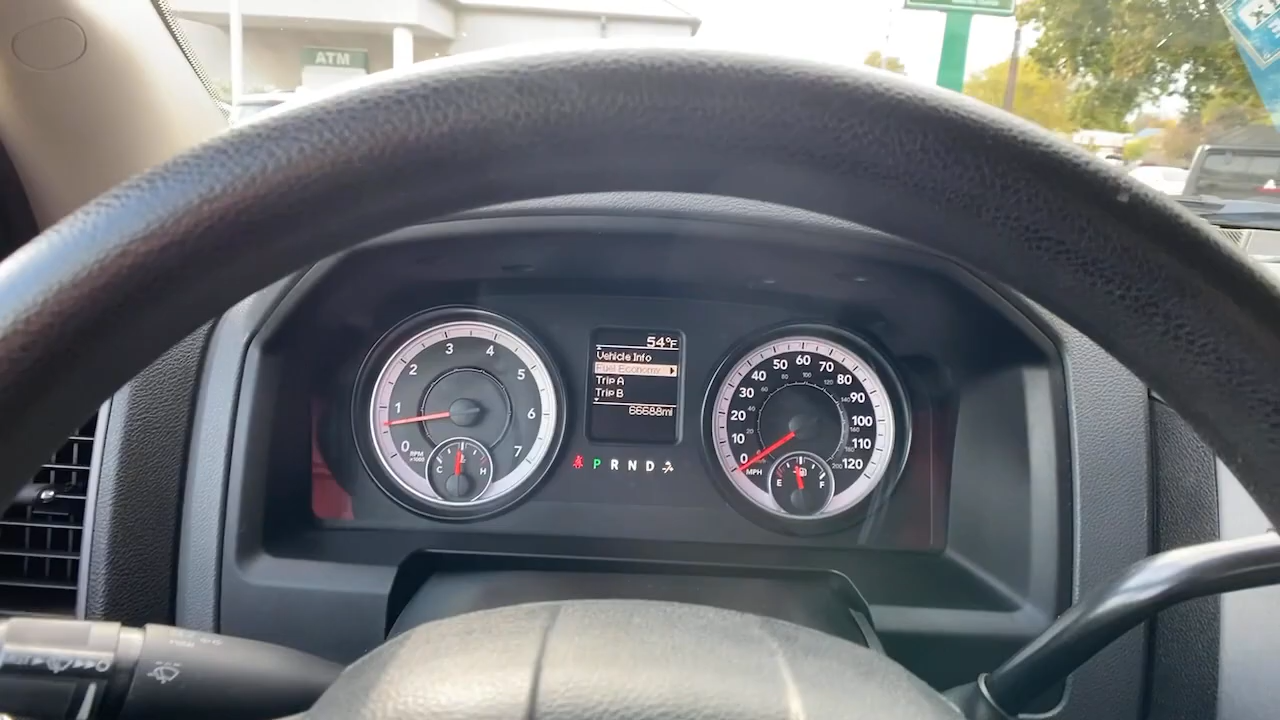 ATM
0 1 2 3 4 5 6 7
RPM
x1000
C H
54°F
Vehicle Info
Fuel Economy
Trip A
Trip B
66688mi
P R N D
0 10 20 30 40 50 60 70 80 90 100 110 120
MPH
E F